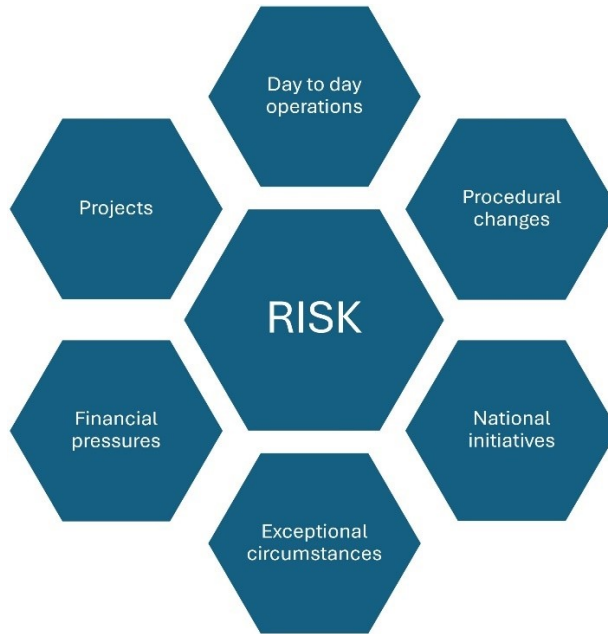 Day to day
operations
Procedural
changes
Projects
RISK
Financial
pressures
National
initiatives
Exceptional
circumstances